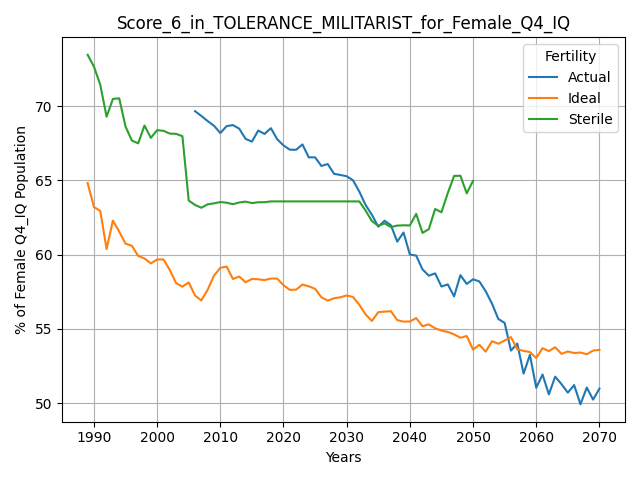 Score_6_in_TOLERANCE_MILITARIST_for_Female_Q4_IQ
Fertility
Actual
Ideal
Sterile
% of Female Q4_IQ Population
70
65
60
55
50
1990 2000 2010 2020 2030 2040 2050 2060 2070
Years